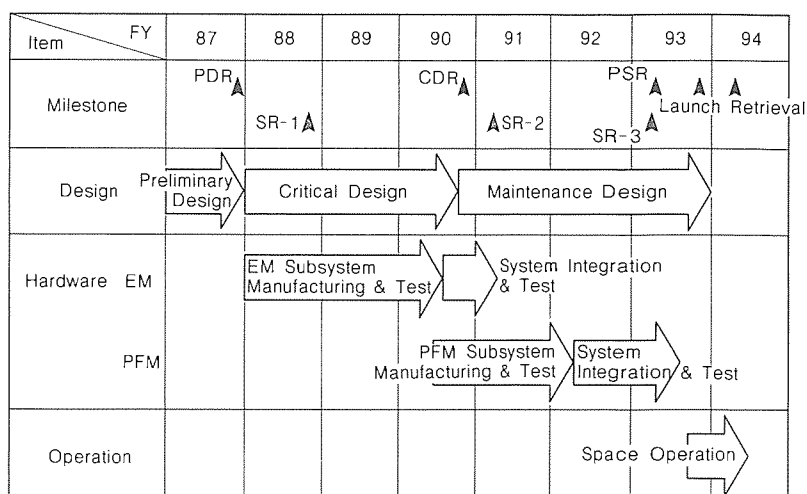 FY
Item
87 88 89 90 91 92 93 94
PDR CDR PSR
Milestone
Launch Retrieval
SR-1 SR-2
SR-3
Design
Preliminary
Design
Critical Design
Maintenance Design
Hardware EM
EM Subsystem
Manufacturing & Test
System Integration
& Test
PFM
PFM Subsystem
Manufacturing & Test
System
Integration & Test
Operation
Space Operation